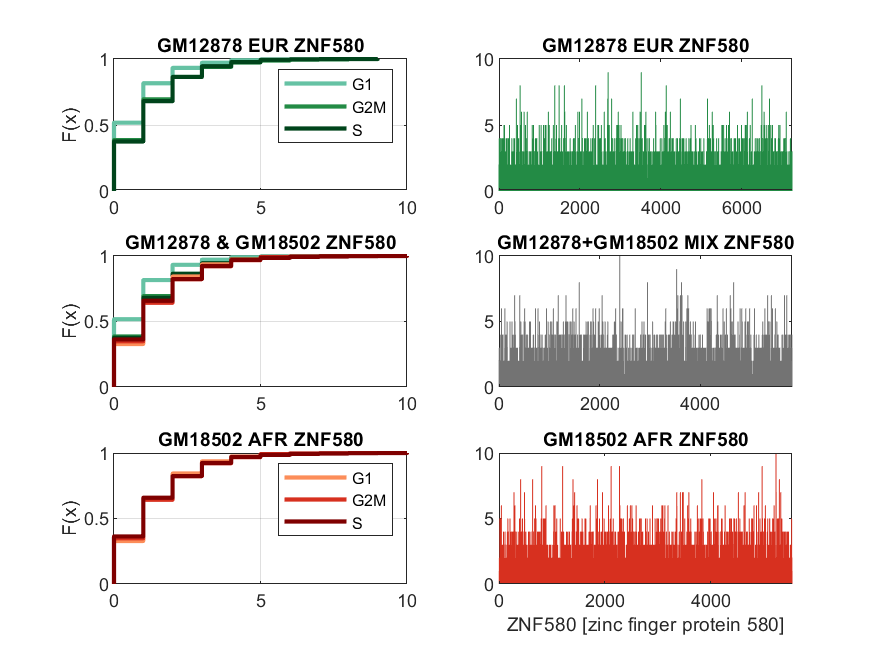 GM12878 EUR ZNF580
1
0.5
0
F(x)
0 5 10
G1
G2M
S
GM12878 EUR ZNF580
10
5
0
0 2000 4000 6000
GM12878 & GM18502 ZNF580
1
0.5
0
F(x)
0 5 10
GM12878+GM18502 MIX ZNF580
10
5
0
0 2000 4000
GM18502 AFR ZNF580
1
0.5
0
F(x)
0 5 10
G1
G2M
S
GM18502 AFR ZNF580
10
5
0
0 2000 4000
ZNF580 [zinc finger protein 580]